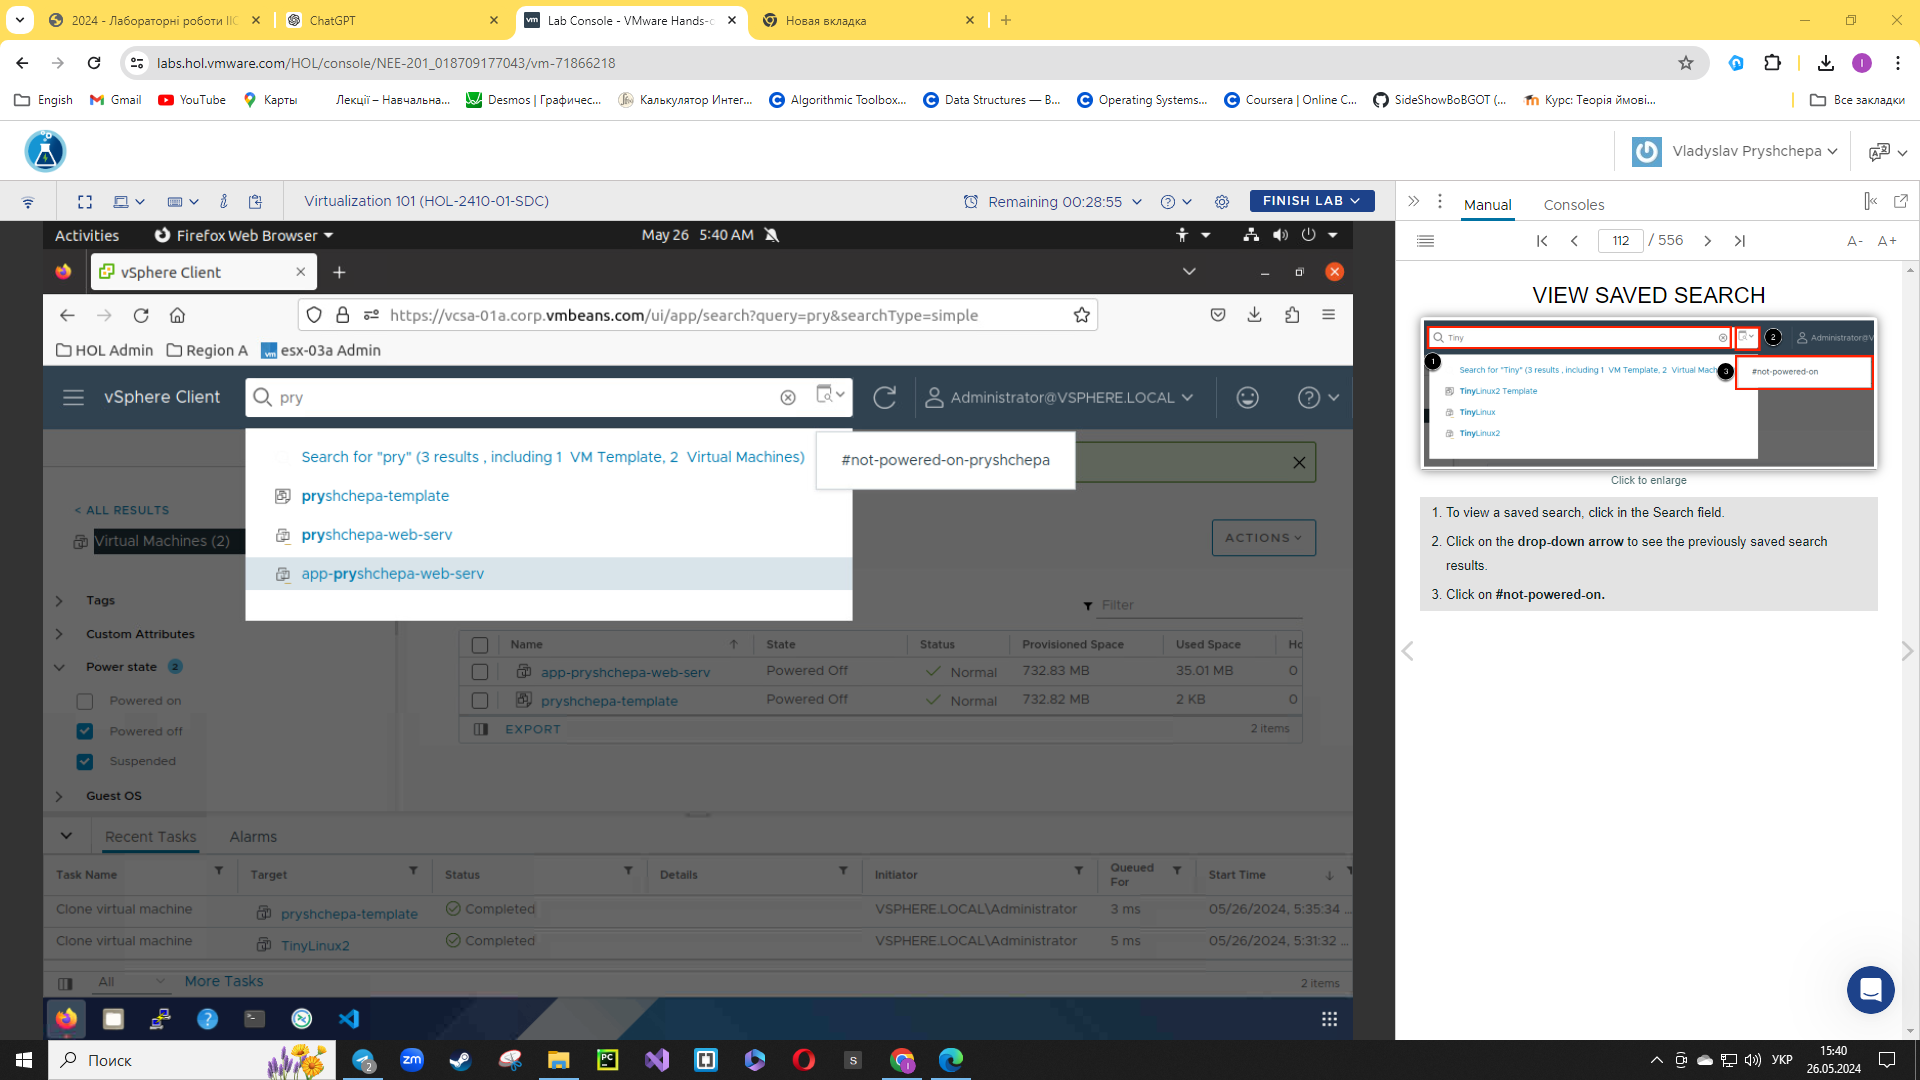 2024 - Лабораторні роботи ІІС
ChatGPT
Lab Console - VMware Hands-o
Новая вкладка
labs.hol.vmware.com/HOL/console/NEE-201_018709177043/vm-71866218
Engish
Gmail
YouTube
Карты
Лекції – Навчальна...
Desmos | Графичес...
Калькулятор Интег...
Algorithmic Toolbox...
Data Structures — В...
Operating Systems...
Coursera | Online C...
SideShowBoBGOT (...
Курс: Теорія ймові...
Все закладки
Vladyslav Pryshchepa
Virtualization 101 (HOL-2410-01-SDC)
Remaining 00:28:55
FINISH LAB
Manual
Consoles
112 / 556
A-
A+
Activities
Firefox Web Browser
May 26 5:40 AM
vSphere Client
https://vcsa-01a.corp.vmbeans.com/ui/app/search?query=pry&searchType=simple
HOL Admin
Region A
esx-03a Admin
vSphere Client
pry
Administrator@VSPHERE.LOCAL
Search for "pry" (3 results , including 1 VM Template, 2 Virtual Machines)
pryshchepa-template
pryshchepa-web-serv
app-pryshchepa-web-serv
#not-powered-on-pryshchepa
< ALL RESULTS
Virtual Machines (2)
ACTIONS
Tags
Custom Attributes
Power state 2
Powered on
Powered off
Suspended
Guest OS
Filter
Name
State
Status
Provisioned Space
Used Space
Ho
app-pryshchepa-web-serv
Powered Off
Normal
732.83 MB
35.01 MB
0
pryshchepa-template
Powered Off
Normal
732.82 MB
2 KB
0
EXPORT
2 items
Recent Tasks
Alarms
Task Name
Target
Status
Details
Initiator
Queued For
Start Time
Clone virtual machine
pryshchepa-template
Completed
VSPHERE.LOCAL\Administrator
3 ms
05/26/2024, 5:35:34 ...
Clone virtual machine
TinyLinux2
Completed
VSPHERE.LOCAL\Administrator
5 ms
05/26/2024, 5:31:32 ...
All
More Tasks
2 items
VIEW SAVED SEARCH
Tiny
2
Administrator@V
1
Search for "Tiny" (3 results , including 1 VM Template, 2 Virtual Mach
3
#not-powered-on
TinyLinux2 Template
TinyLinux
TinyLinux2
Click to enlarge
1. To view a saved search, click in the Search field.
2. Click on the drop-down arrow to see the previously saved search
results.
3. Click on #not-powered-on.
Поиск
2
zm
PC
S
УКР
15:40
26.05.2024